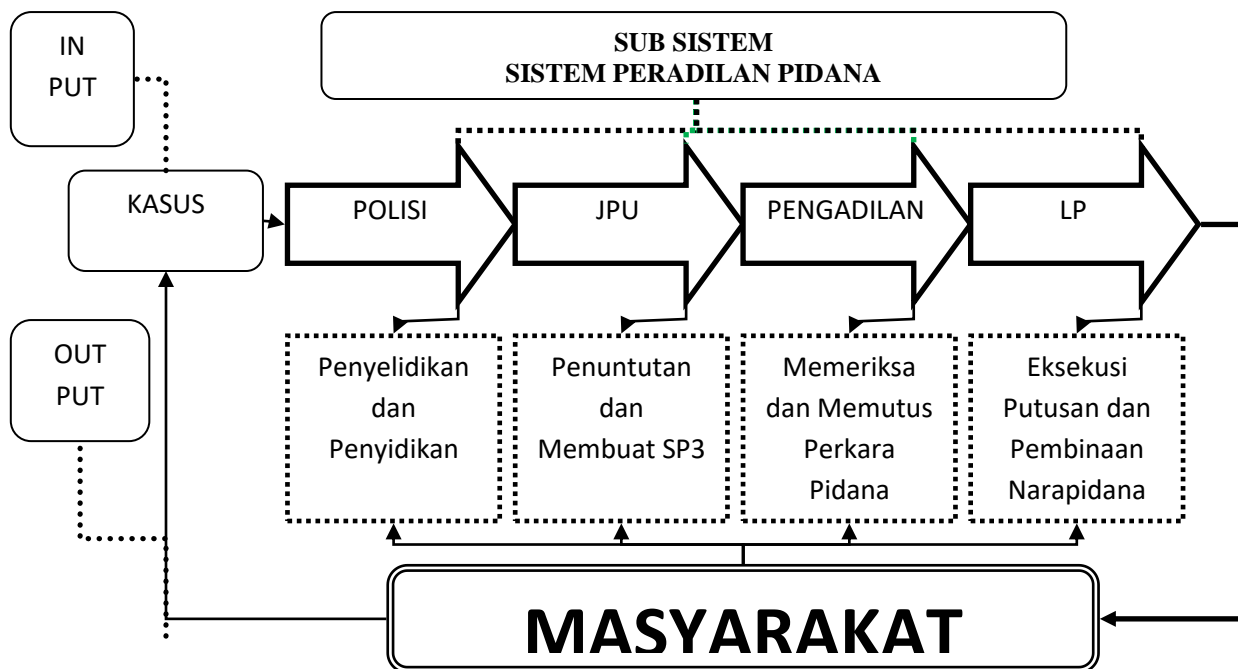 IN
PUT
SUB SISTEM
SISTEM PERADILAN PIDANA
KASUS
POLISI
JPU
PENGADILAN
LP
OUT
PUT
Penyelidikan
dan
Penyidikan
Penuntutan
dan
Membuat SP3
Memeriksa
dan Memutus
Perkara
Pidana
Eksekusi
Putusan dan
Pembinaan
Narapidana
MASYARAKAT